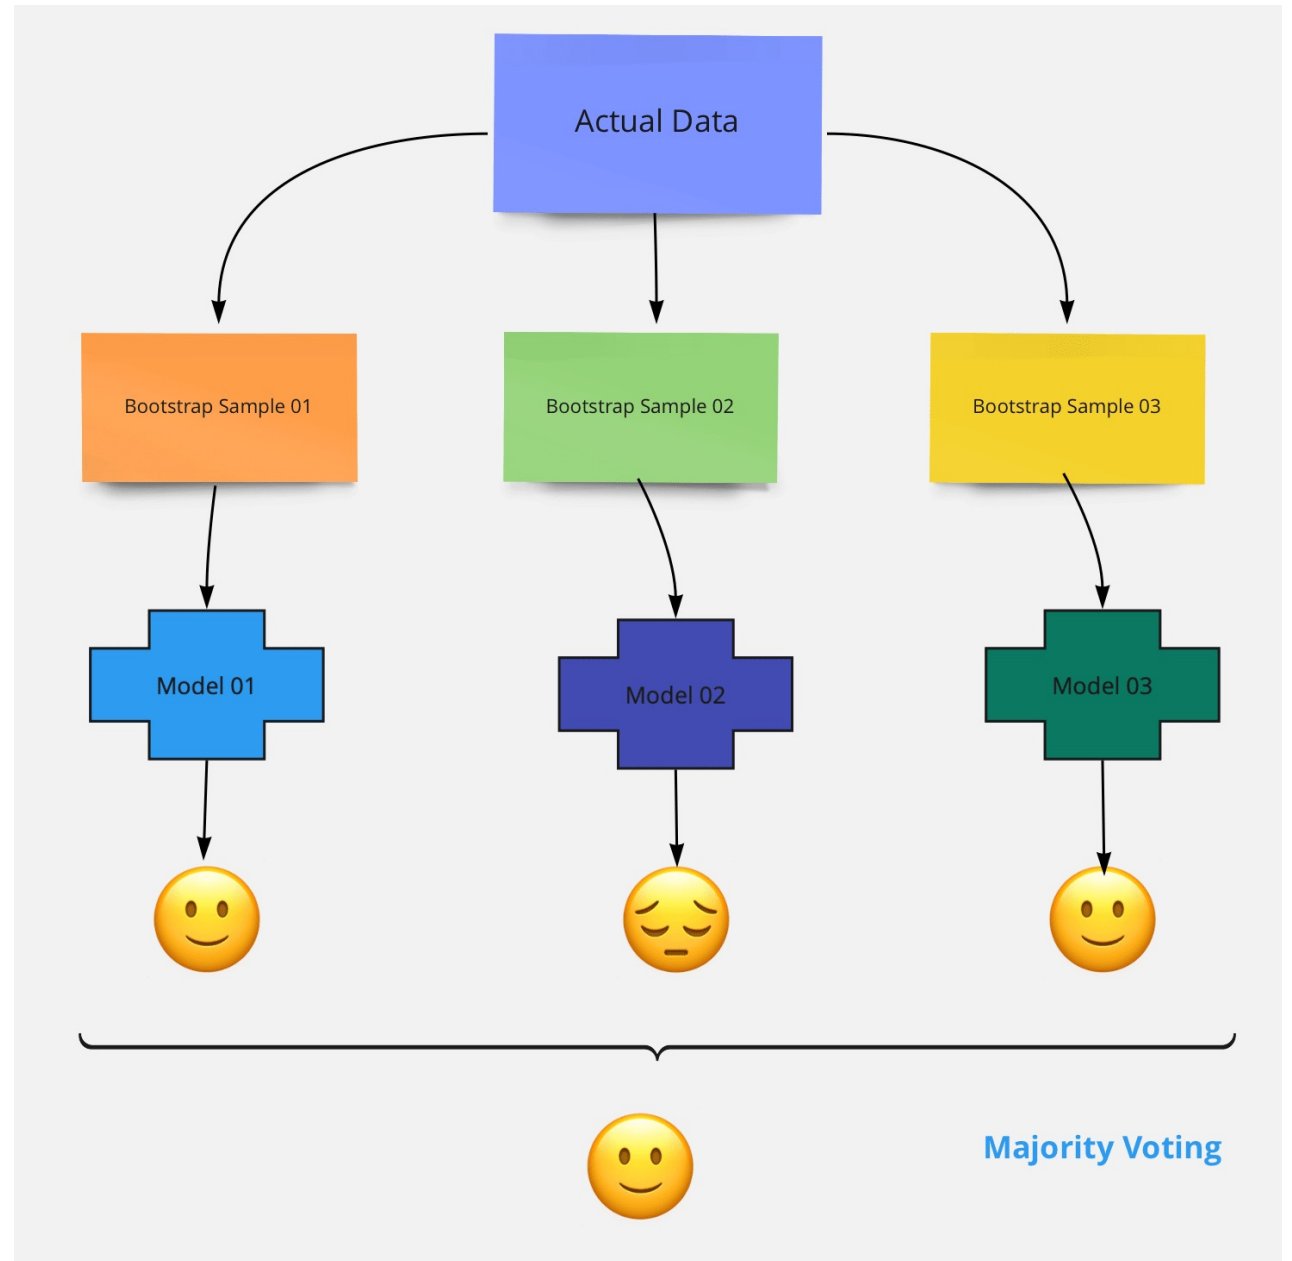 Actual Data
Bootstrap Sample 01
Bootstrap Sample 02
Bootstrap Sample 03
Model 01
Model 02
Model 03
Majority Voting